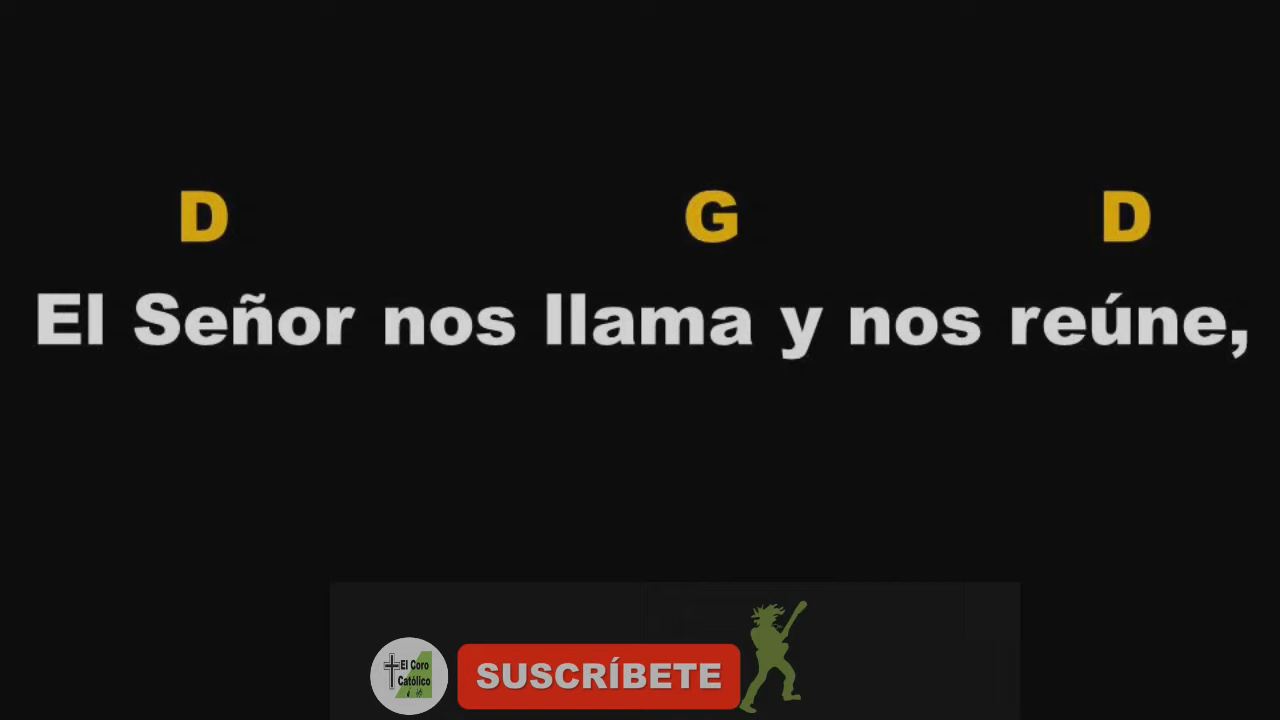 D G D
El Señor nos llama y nos reúne,
El Coro
Católico
SUSCRÍBETE